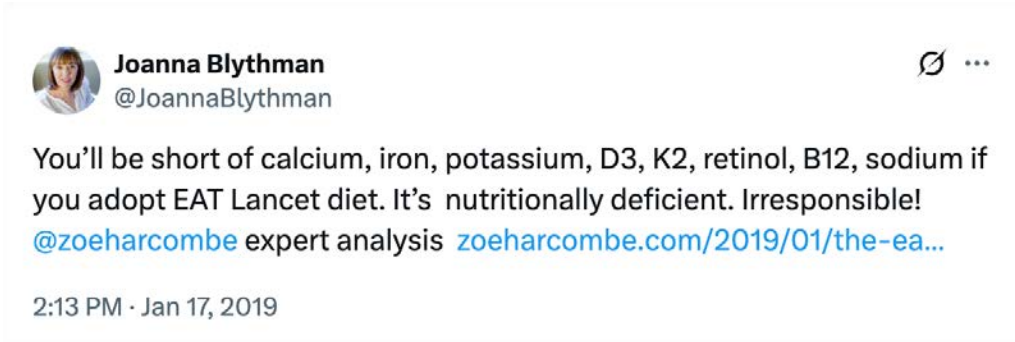 Joanna Blythman
@JoannaBlythman
You’ll be short of calcium, iron, potassium, D3, K2, retinol, B12, sodium if
you adopt EAT Lancet diet. It’s  nutritionally deficient. Irresponsible!
@zoeharcombe expert analysis  zoeharcombe.com/2019/01/the-ea…
2:13 PM · Jan 17, 2019